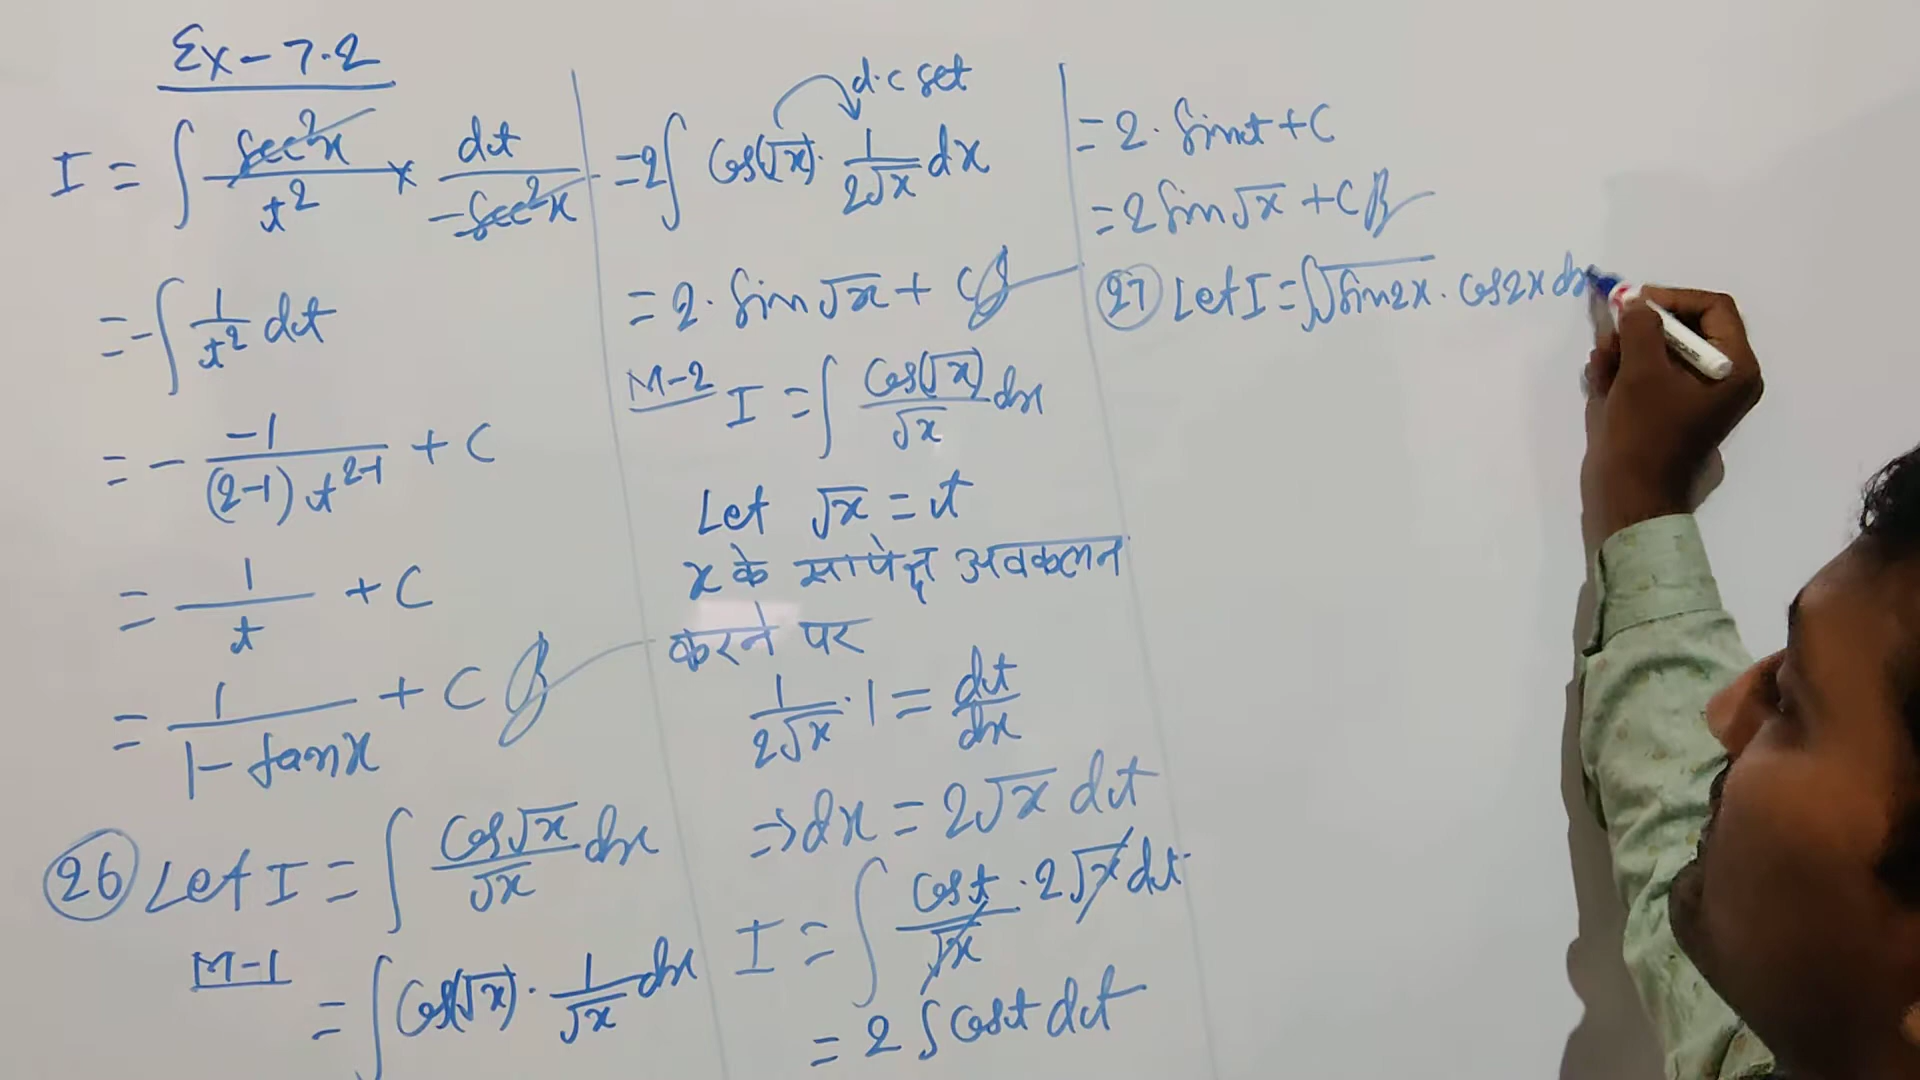 Ex-7.2
I = ∫ sec²x/t² × dt/-sec²x
= -∫ 1/t² dt
= - -1/(2-1)t²⁻¹ + C
= 1/t + C
= 1/1-tanx + C
(26) Let I = ∫ Cos√x/√x dx
M-1
= ∫ Cos(√x) · 1/√x dx
d.c set
= 2∫ Cos(√x) · 1/2√x dx
= 2 · Sin√x + C
M-2 I = ∫ Cos(√x)/√x dx
Let √x = t
x के सापेक्ष अवकलन
करने पर
1/2√x · 1 = dt/dx
⇒ dx = 2√x dt
I = ∫ Cos t/√x · 2√x dt
= 2 ∫ Cos t dt
= 2 · Sin t + C
= 2 Sin√x + C
(27) Let I = ∫√Sin2x · Cos2x dx